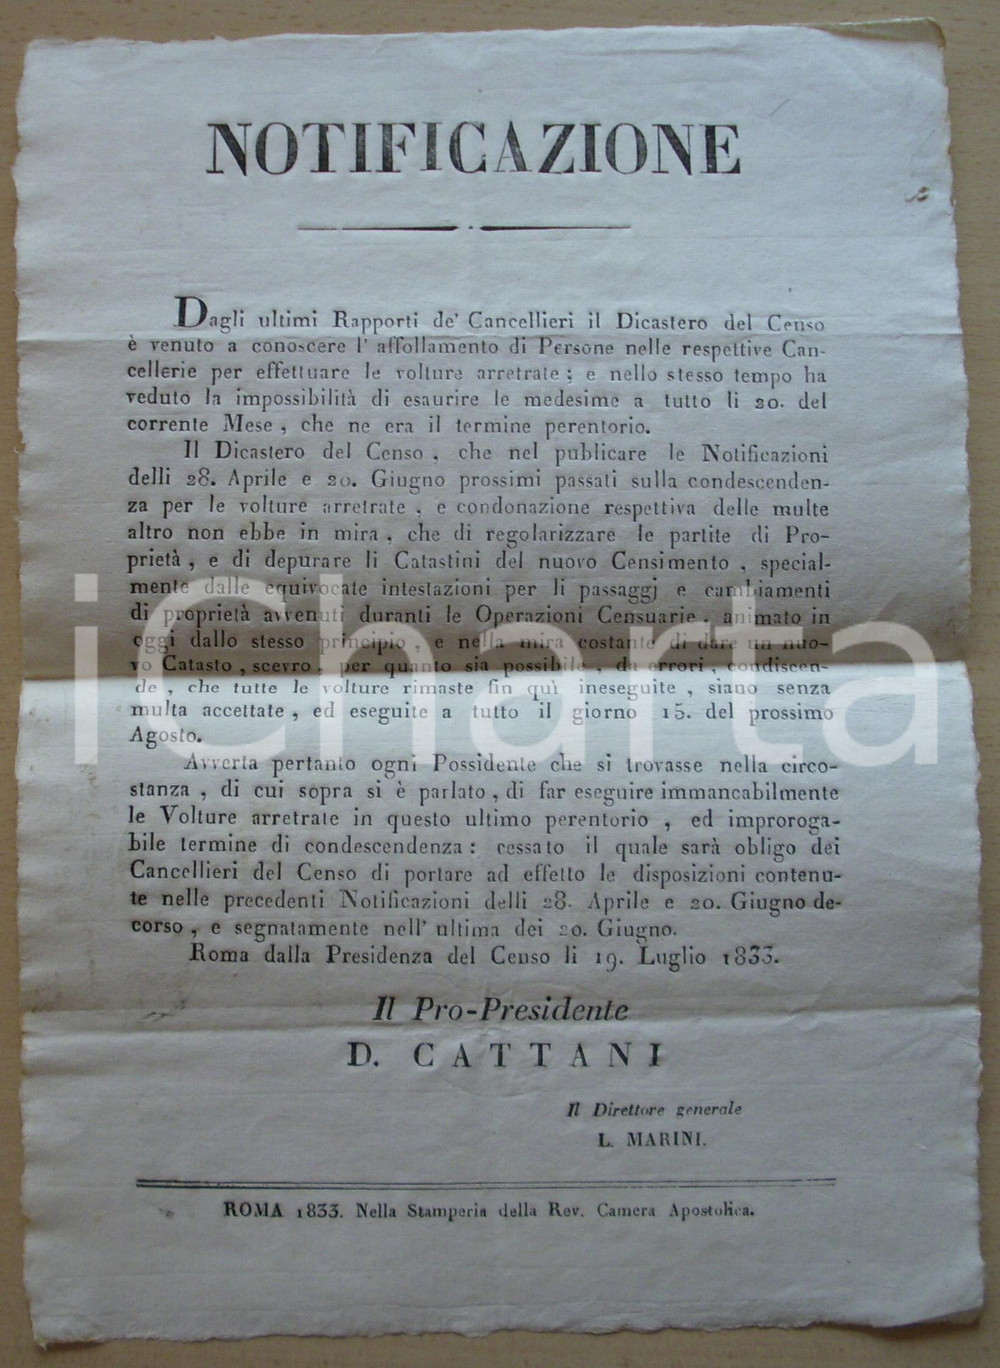 NOTIFICAZIONE
Dagli ultimi Rapporti de' Cancellieri il Dicastero del Censo
è venuto a conoscere l' affollamento di Persone nelle respettive Can-
cellerie per effettuare le volture arretrate; e nello stesso tempo ha
veduto la impossibilità di esaurire le medesime a tutto li 20. del
corrente Mese, che ne era il termine perentorio.
Il Dicastero del Censo, che nel publicare le Notificazioni
delli 28. Aprile e 20. Giugno prossimi passati sulla condescenden-
za per le volture arretrate, e condonazione respettiva delle multe
altro non ebbe in mira, che di regolarizzare le partite di Pro-
prietà, e di depurare li Catastini del nuovo Censimento, special-
mente dalle equivocate intestazioni per li passaggj e cambiamenti
di proprietà avvenuti duranti le Operazioni Censuarie, animato in
oggi dallo stesso principio, e nella mira costante di dare un nuo-
vo Catasto, scevro, per quanto sia possibile, da errori, condiscen-
de, che tutte le volture rimaste fin quì ineseguite, siano senza
multa accettate, ed eseguite a tutto il giorno 15. del prossimo
Agosto.
Avverta pertanto ogni Possidente che si trovasse nella circo-
stanza, di cui sopra si è parlato, di far eseguire immancabilmente
le Volture arretrate in questo ultimo perentorio, ed improroga-
bile termine di condescendenza: cessato il quale sarà obligo dei
Cancellieri del Censo di portare ad effetto le disposizioni contenu-
te nelle precedenti Notificazioni delli 28. Aprile e 20. Giugno de-
corso, e segnatamente nell' ultima dei 20. Giugno.
Roma dalla Presidenza del Censo li 19. Luglio 1833.
Il Pro-Presidente
D. CATTANI
Il Direttore generale
L. MARINI.
ROMA 1833. Nella Stamperia della Rev. Camera Apostolica.
iCharta